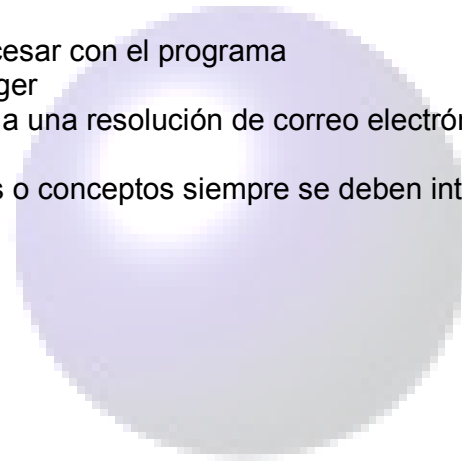 cesar con el programa
ger
a una resolución de correo electrón
s o conceptos siempre se deben int